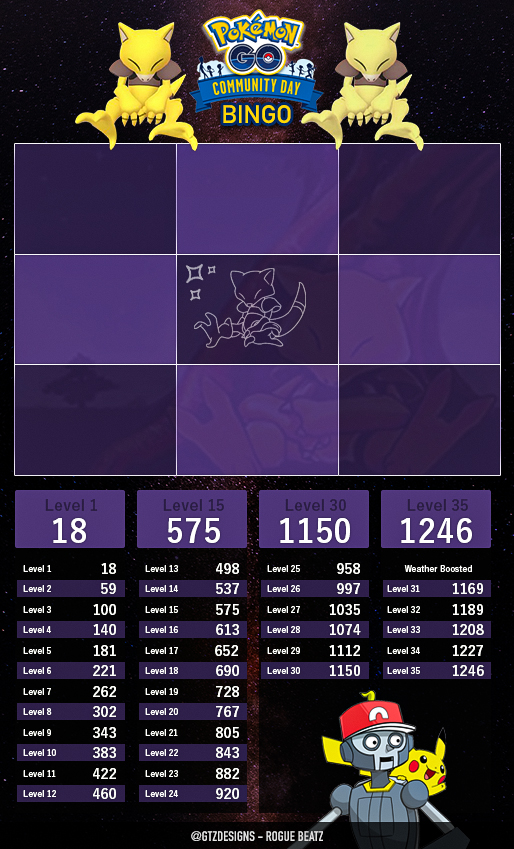 POKÉMON
GO
COMMUNITY DAY
BINGO
Level 1
18
Level 15
575
Level 30
1150
Level 35
1246
Level 1 18
Level 2 59
Level 3 100
Level 4 140
Level 5 181
Level 6 221
Level 7 262
Level 8 302
Level 9 343
Level 10 383
Level 11 422
Level 12 460
Level 13 498
Level 14 537
Level 15 575
Level 16 613
Level 17 652
Level 18 690
Level 19 728
Level 20 767
Level 21 805
Level 22 843
Level 23 882
Level 24 920
Level 25 958
Level 26 997
Level 27 1035
Level 28 1074
Level 29 1112
Level 30 1150
Weather Boosted
Level 31 1169
Level 32 1189
Level 33 1208
Level 34 1227
Level 35 1246
@GTZDESIGNS – ROGUE BEATZ